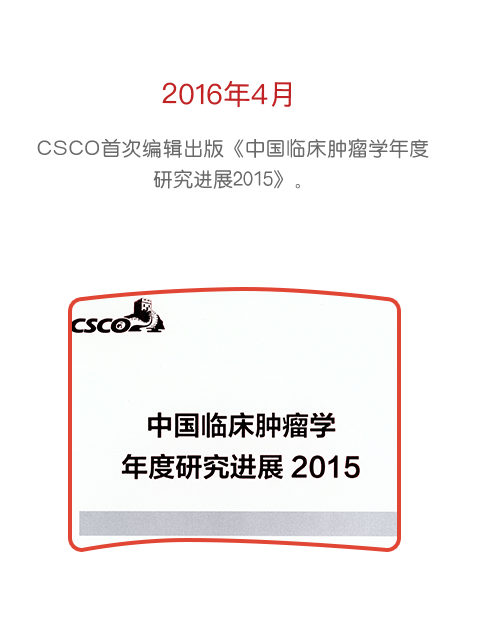 2016年4月
CSCO首次编辑出版《中国临床肿瘤学年度
研究进展2015》。
CSCO
中国临床肿瘤学
年度研究进展 2015